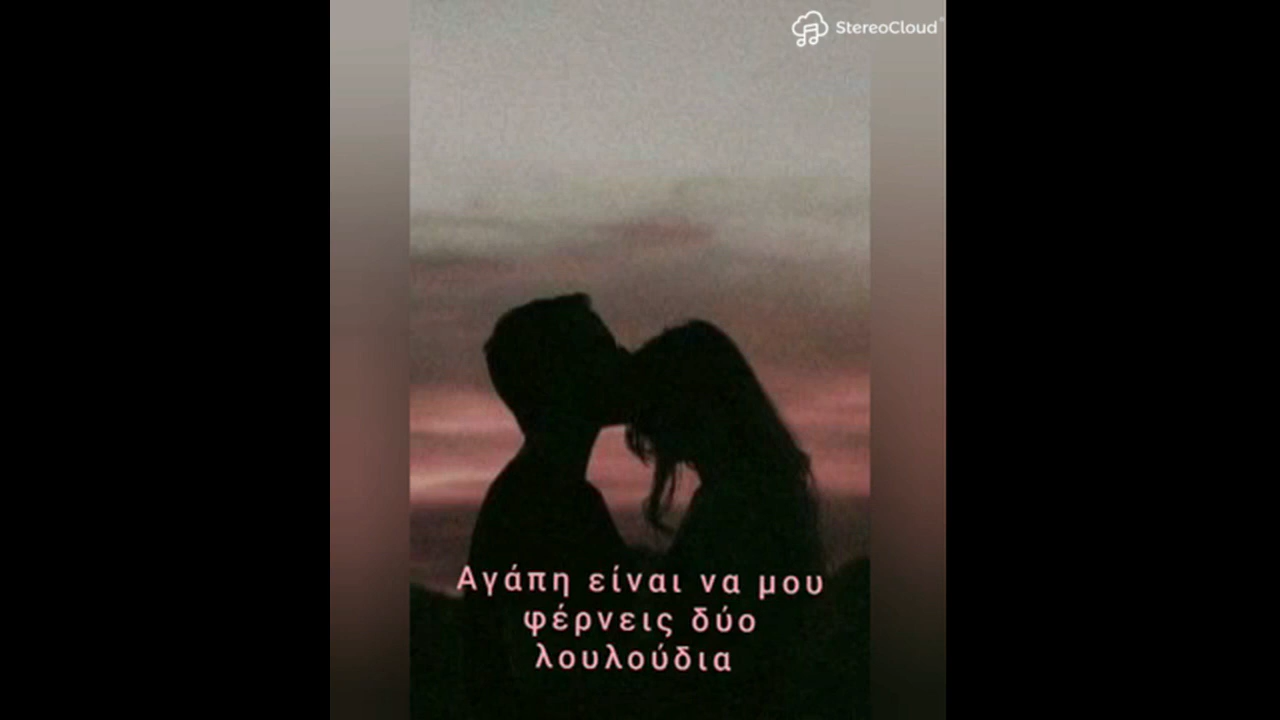 StereoCloud
Αγάπη είναι να μου
φέρνεις δύο
λουλούδια